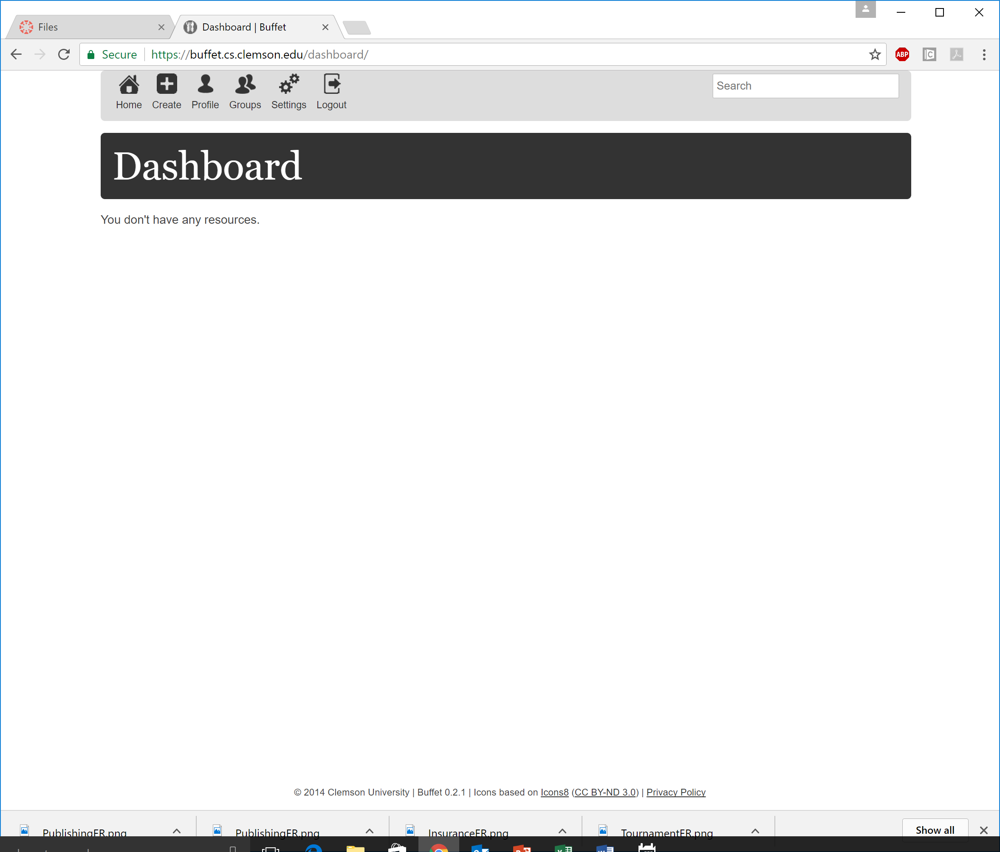 Files
Dashboard | Buffet
Secure
https://buffet.cs.clemson.edu/dashboard/
ABP
Home Create Profile Groups Settings Logout
Search
Dashboard
You don't have any resources.
© 2014 Clemson University | Buffet 0.2.1 | Icons based on Icons8 (CC BY-ND 3.0) | Privacy Policy
PublishingER.png PublishingER.png InsuranceER.png TournamentER.png Show all